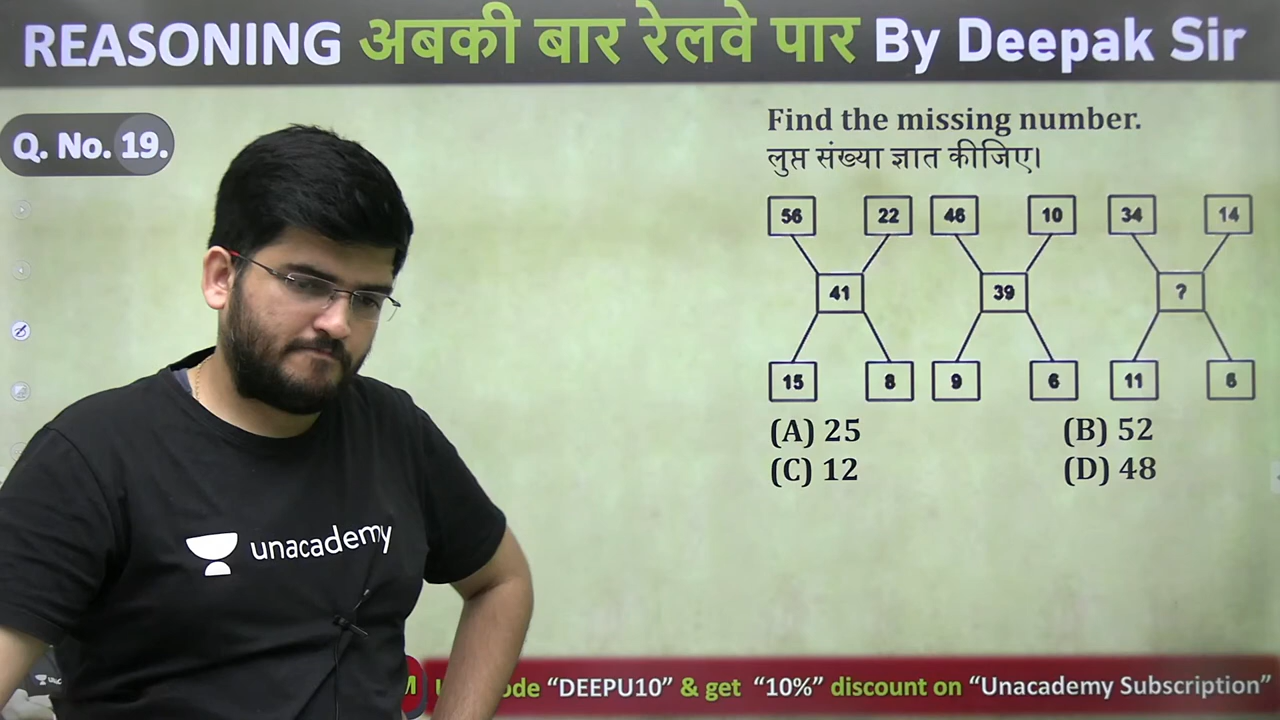 REASONING अबकी बार रेलवे पार By Deepak Sir
Q. No. 19.
Find the missing number.
लुप्त संख्या ज्ञात कीजिए।
56 22 46 10 34 14
41 39 ?
15 8 9 6 11 6
(A) 25 (B) 52
(C) 12 (D) 48
unacademy
“DEEPU10” & get “10%” discount on “Unacademy Subscription”